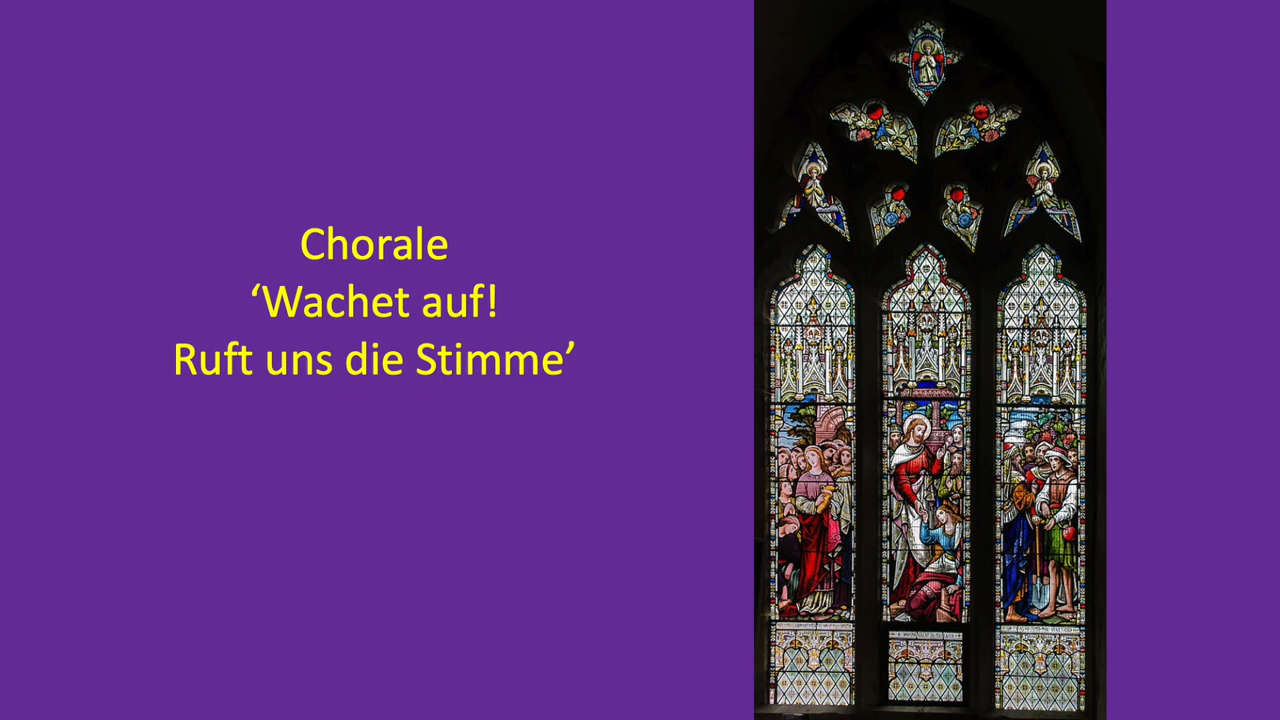 Chorale
‘Wachet auf!
Ruft uns die Stimme’